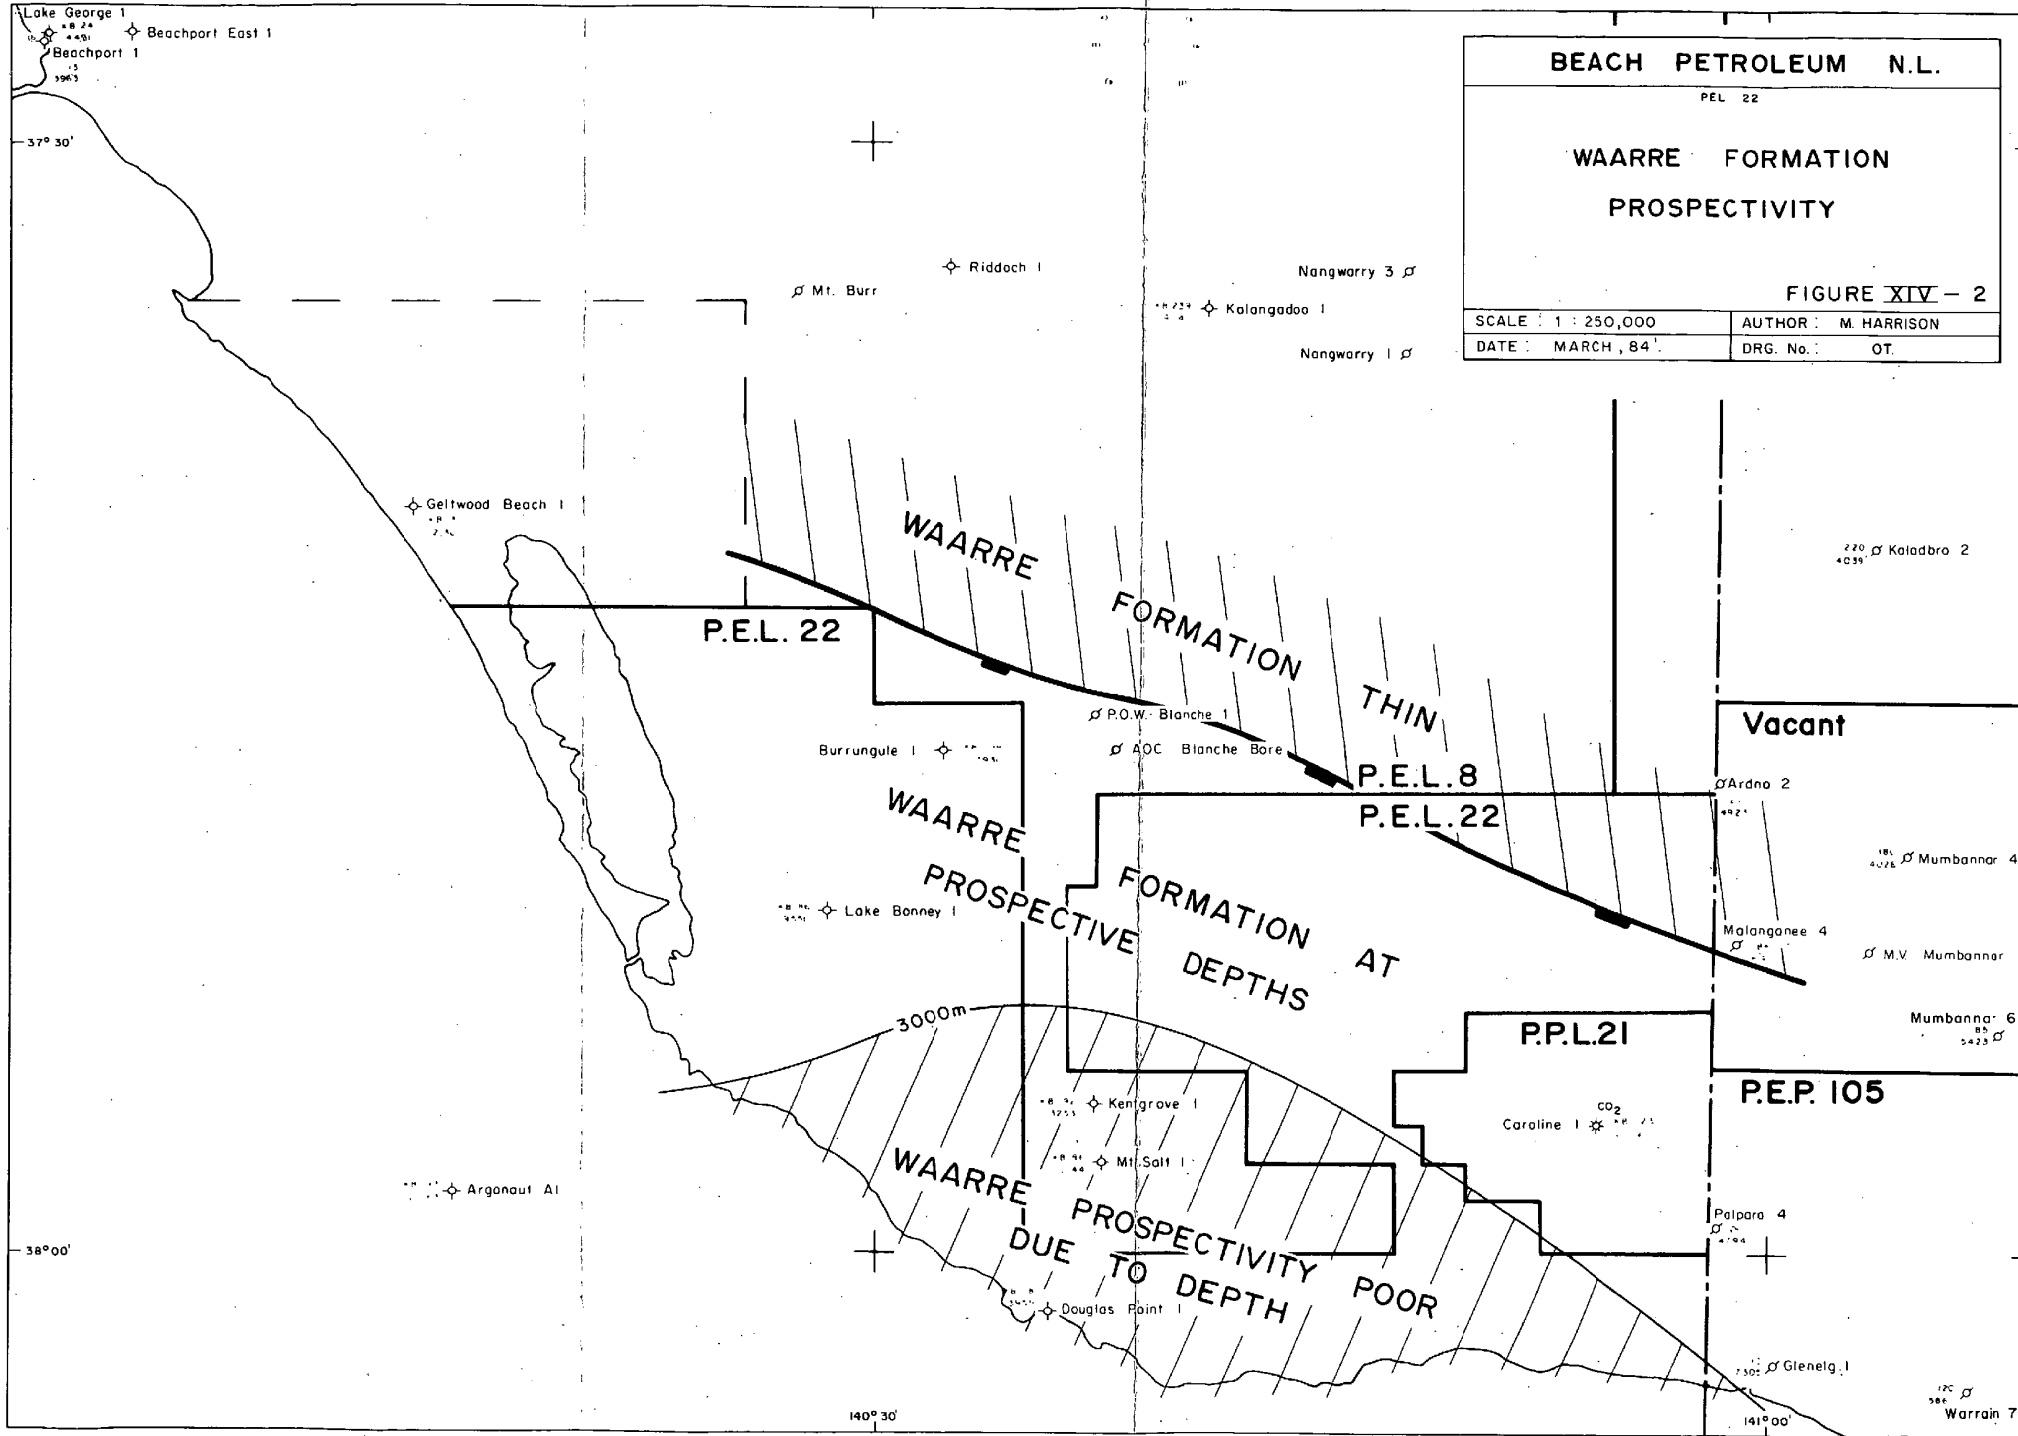 Lake George 1
Beachport East 1
Beachport 1
37° 30'
BEACH PETROLEUM N.L.
PEL 22
WAARRE FORMATION
PROSPECTIVITY
FIGURE XIV - 2
SCALE : 1 : 250,000
AUTHOR : M. HARRISON
DATE : MARCH, 84'.
DRG. No. : OT.
Riddoch 1
Mt. Burr
Nangwarry 3
Kalangadoo 1
Nangwarry 1
Geltwood Beach 1
WAARRE FORMATION THIN
220
4039
Kaladbro 2
P.E.L. 22
P.O.W. Blanche 1
Vacant
Burrungule 1
AOC Blanche Bore
P.E.L. 8
P.E.L. 22
Ardno 2
Mumbannar 4
WAARRE FORMATION AT
PROSPECTIVE DEPTHS
Lake Bonney 1
Malanganee 4
M.V. Mumbannar
3000m
P.P.L. 21
Mumbannar 6
85
5423
P.E.P. 105
Kentgrove 1
CO2
Caroline 1
Mt. Salt 1
Argonaut A1
WAARRE PROSPECTIVITY POOR
DUE TO DEPTH
Palpara 4
38°00'
Douglas Point 1
Glenelg 1
Warrain 7
140° 30'
141° 00'